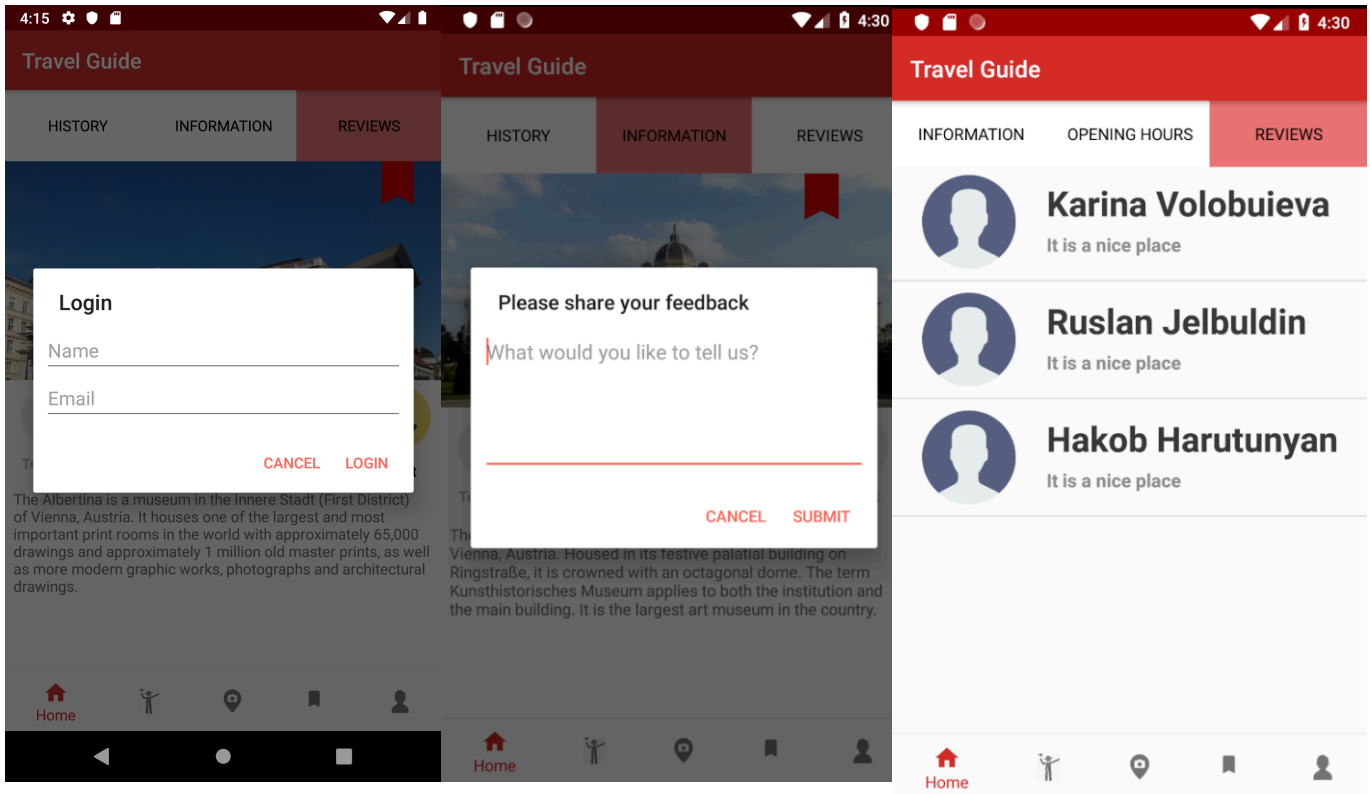 4:15
Travel Guide
HISTORY INFORMATION REVIEWS
Login
Name
Email
CANCEL LOGIN
The Albertina is a museum in the Innere Stadt (First District)
of Vienna, Austria. It houses one of the largest and most
important print rooms in the world with approximately 65,000
drawings and approximately 1 million old master prints, as well
as more modern graphic works, photographs and architectural
drawings.
Home
4:30
Travel Guide
HISTORY INFORMATION REVIEWS
Please share your feedback
What would you like to tell us?
CANCEL SUBMIT
Vienna, Austria. Housed in its festive palatial building on
Ringstraße, it is crowned with an octagonal dome. The term
Kunsthistorisches Museum applies to both the institution and
the main building. It is the largest art museum in the country.
Home
4:30
Travel Guide
INFORMATION OPENING HOURS REVIEWS
Karina Volobuieva
It is a nice place
Ruslan Jelbuldin
It is a nice place
Hakob Harutunyan
It is a nice place
Home